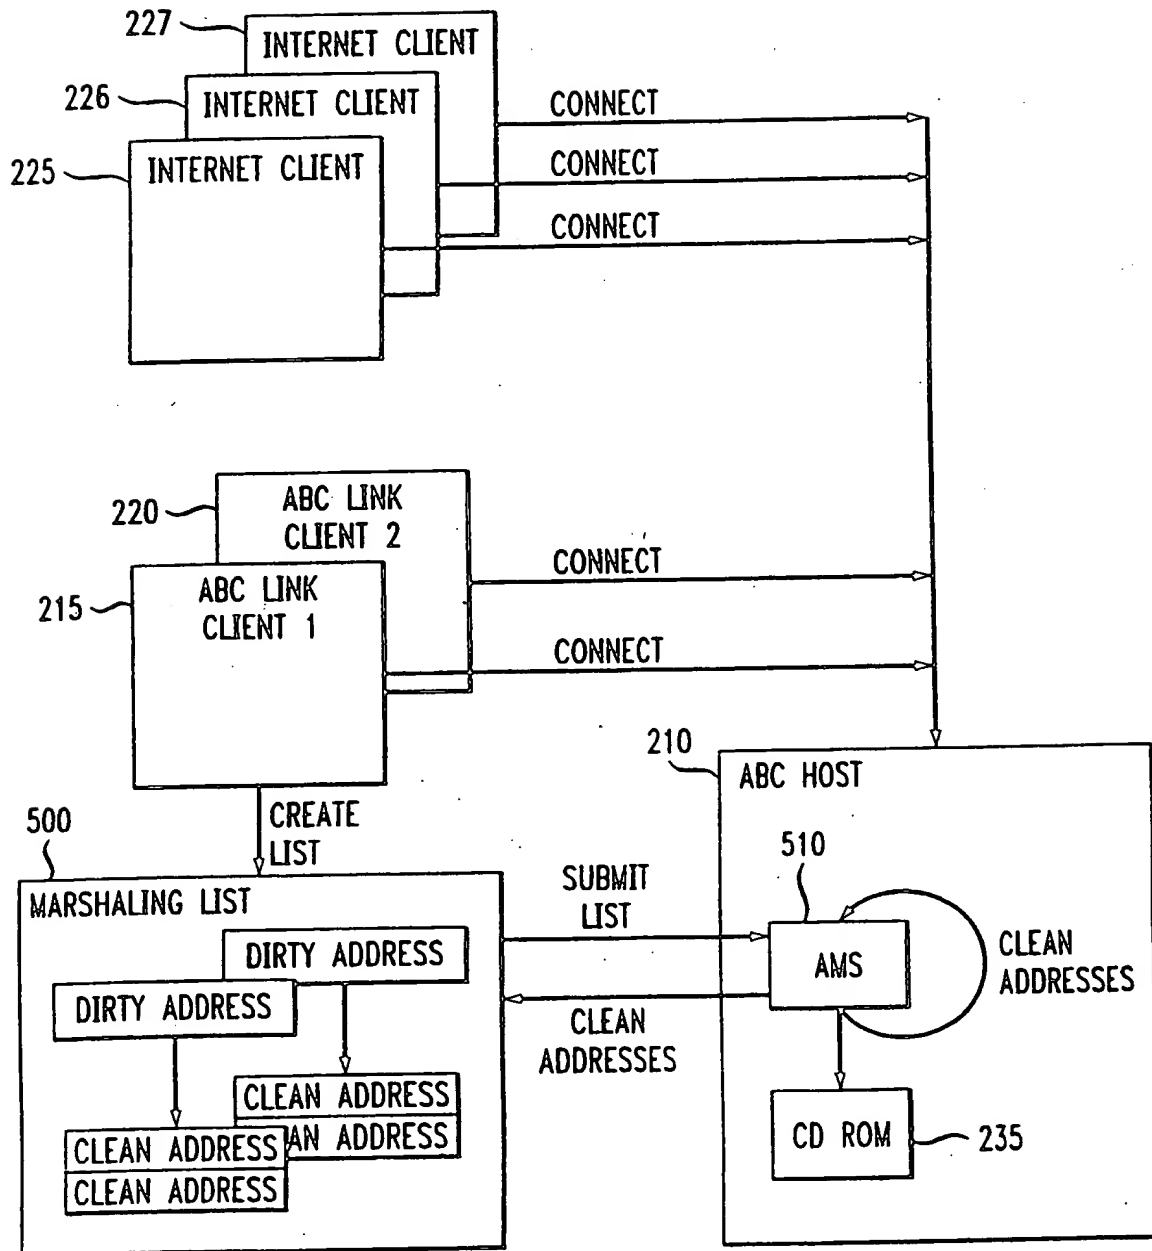 227
INTERNET CLIENT
226
INTERNET CLIENT
225
INTERNET CLIENT
CONNECT
CONNECT
CONNECT
220
ABC LINK
CLIENT 2
215
ABC LINK
CLIENT 1
CONNECT
CONNECT
210
ABC HOST
500
CREATE
LIST
MARSHALING LIST
DIRTY ADDRESS
DIRTY ADDRESS
CLEAN ADDRESS
AN ADDRESS
CLEAN ADDRESS
CLEAN ADDRESS
SUBMIT
LIST
CLEAN
ADDRESSES
510
AMS
CLEAN
ADDRESSES
CD ROM
235